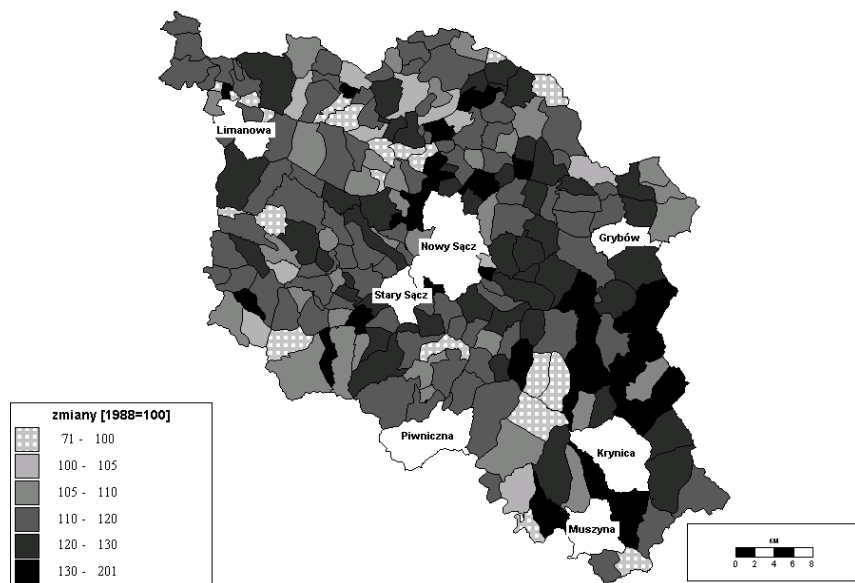 Limanowa
Nowy Sącz
Grybów
Stary Sącz
Piwniczna
Krynica
Muszyna
zmiany [1988=100]
71 - 100
100 - 105
105 - 110
110 - 120
120 - 130
130 - 201
KM
0 2 4 6 8